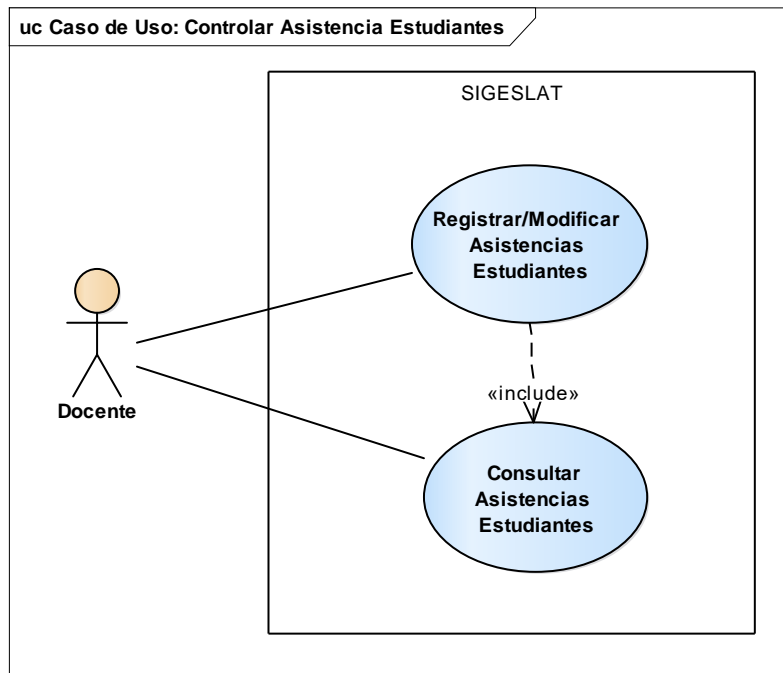 uc Caso de Uso: Controlar Asistencia Estudiantes
SIGESLAT
Registrar/Modificar
Asistencias
Estudiantes
Docente
«include»
Consultar
Asistencias
Estudiantes